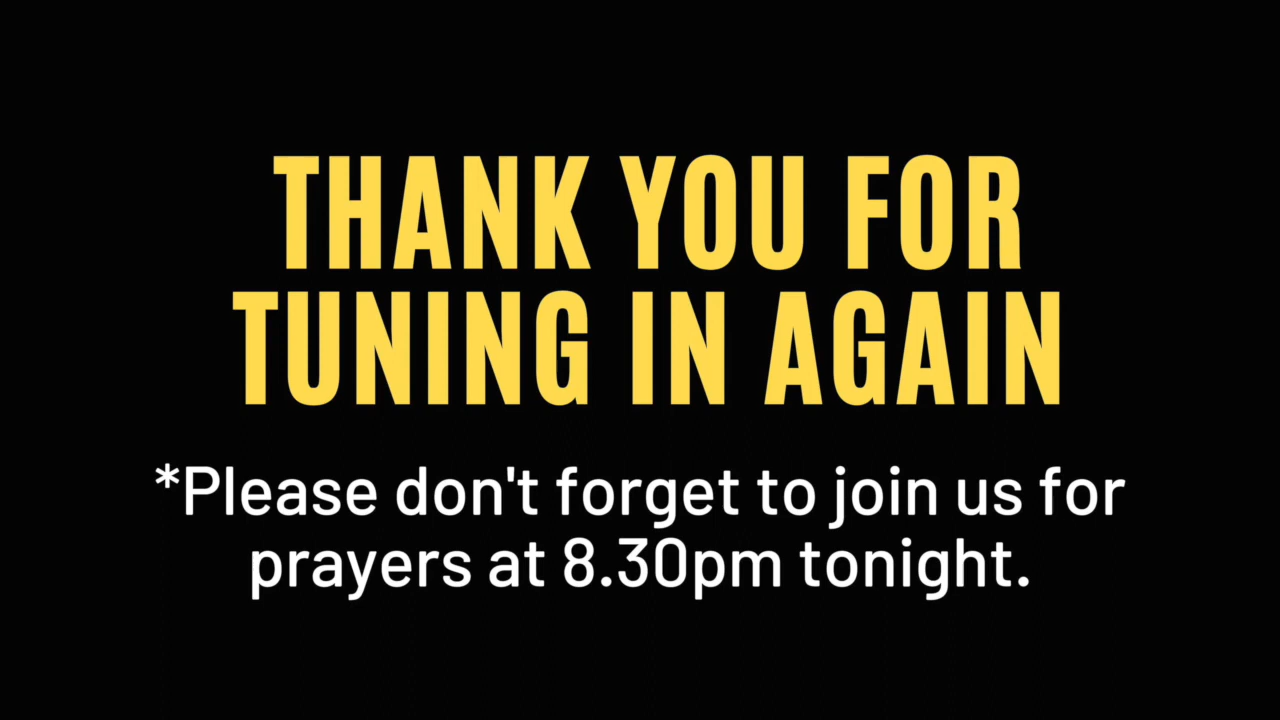 THANK YOU FOR
TUNING IN AGAIN
*Please don't forget to join us for
prayers at 8.30pm tonight.